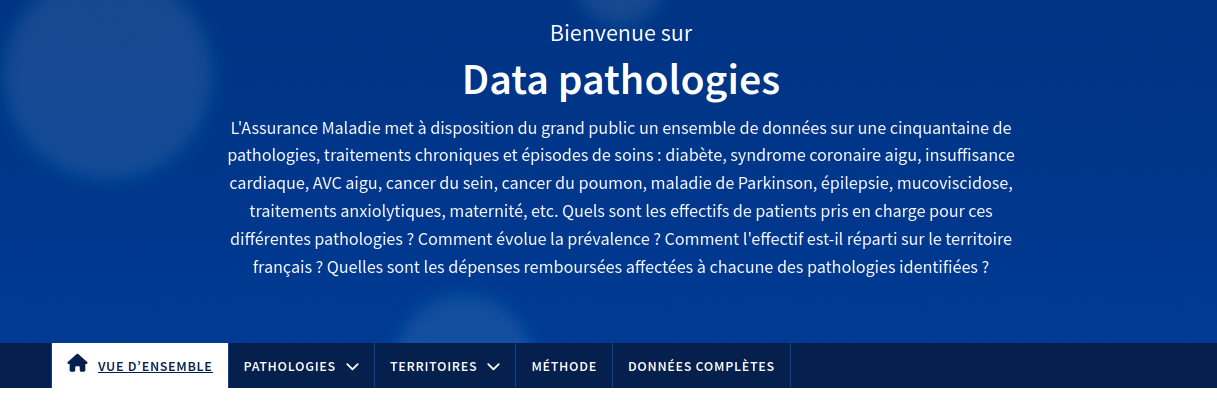 Bienvenue sur
Data pathologies
L'Assurance Maladie met à disposition du grand public un ensemble de données sur une cinquantaine de
pathologies, traitements chroniques et épisodes de soins : diabète, syndrome coronaire aigu, insuffisance
cardiaque, AVC aigu, cancer du sein, cancer du poumon, maladie de Parkinson, épilepsie, mucoviscidose,
traitements anxiolytiques, maternité, etc. Quels sont les effectifs de patients pris en charge pour ces
différentes pathologies ? Comment évolue la prévalence ? Comment l'effectif est-il réparti sur le territoire
français ? Quelles sont les dépenses remboursées affectées à chacune des pathologies identifiées ?
VUE D'ENSEMBLE PATHOLOGIES TERRITOIRES MÉTHODE DONNÉES COMPLÈTES